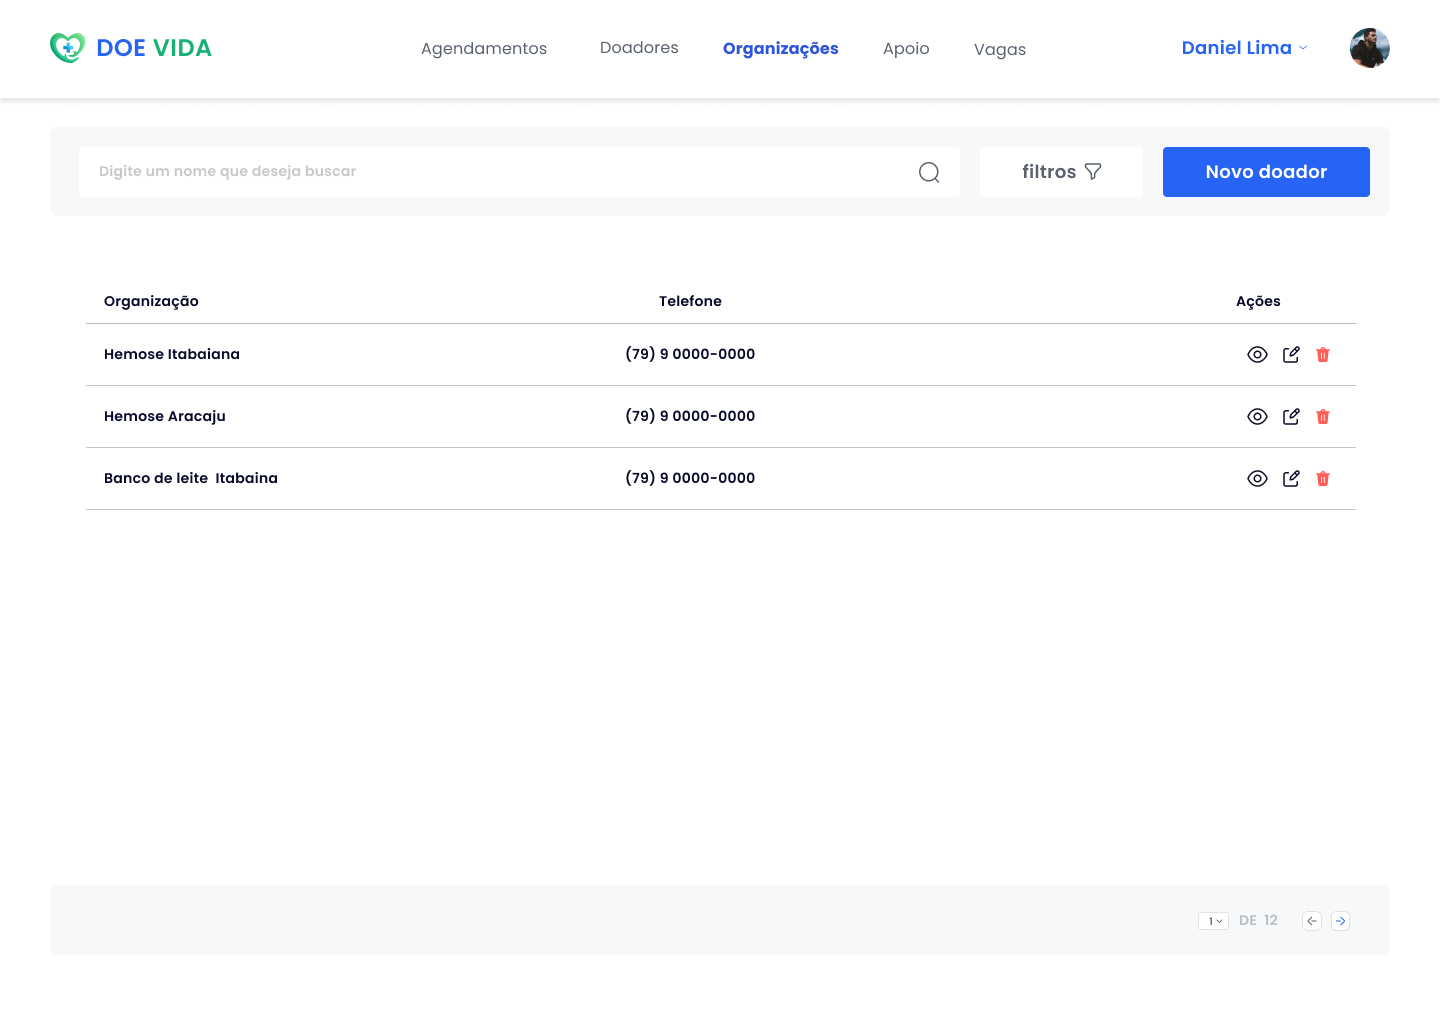 DOE VIDA
Agendamentos Doadores Organizações Apoio Vagas
Daniel Lima
Digite um nome que deseja buscar
filtros
Novo doador
Organização Telefone Ações
Hemose Itabaiana (79) 9 0000-0000
Hemose Aracaju (79) 9 0000-0000
Banco de leite  Itabaina (79) 9 0000-0000
1 DE 12